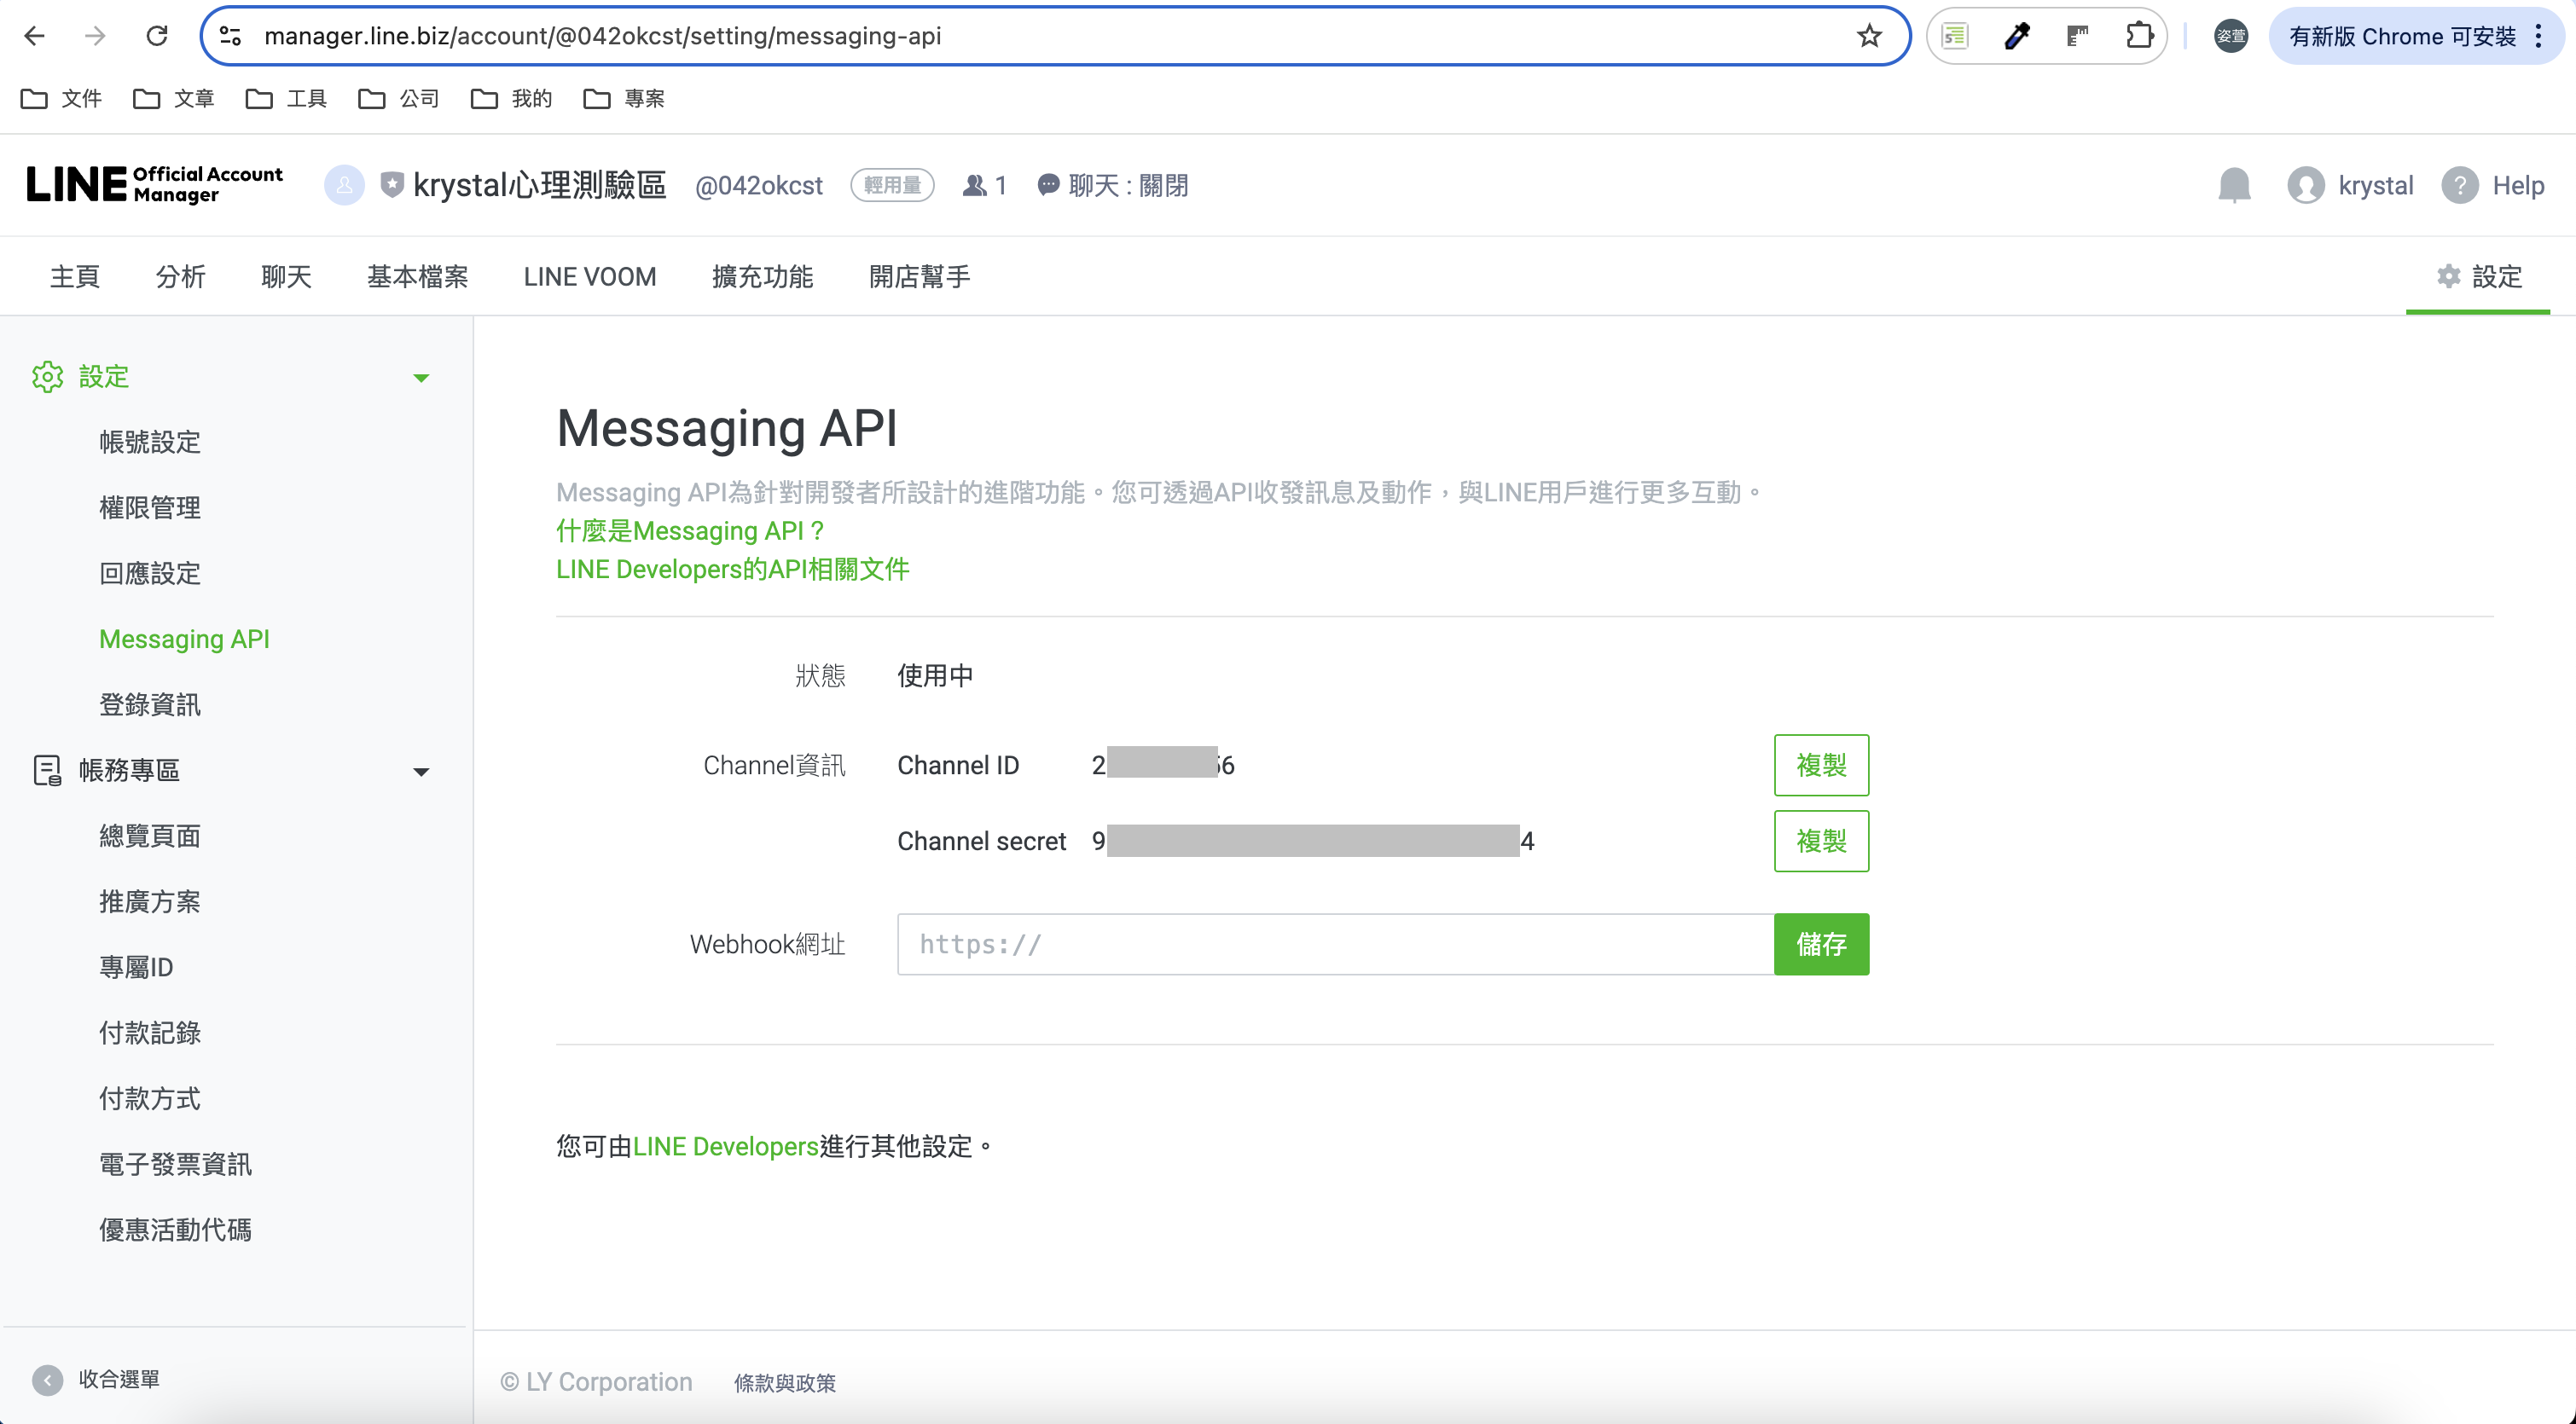 manager.line.biz/account/@042okcst/setting/messaging-api
姿萱
有新版 Chrome 可安裝
文件
文章
工具
公司
我的
專案
LINE Official Account Manager
krystal心理測驗區
@042okcst
輕用量
1
聊天 : 關閉
krystal
? Help
主頁
分析
聊天
基本檔案
LINE VOOM
擴充功能
開店幫手
設定
設定
帳號設定
權限管理
回應設定
Messaging API
登錄資訊
帳務專區
總覽頁面
推廣方案
專屬ID
付款記錄
付款方式
電子發票資訊
優惠活動代碼
收合選單
Messaging API
Messaging API為針對開發者所設計的進階功能。您可透過API收發訊息及動作，與LINE用戶進行更多互動。
什麼是Messaging API？
LINE Developers的API相關文件
狀態 使用中
Channel資訊 Channel ID 2 56 複製
Channel secret 9 4 複製
Webhook網址 https:// 儲存
您可由LINE Developers進行其他設定。
© LY Corporation 條款與政策